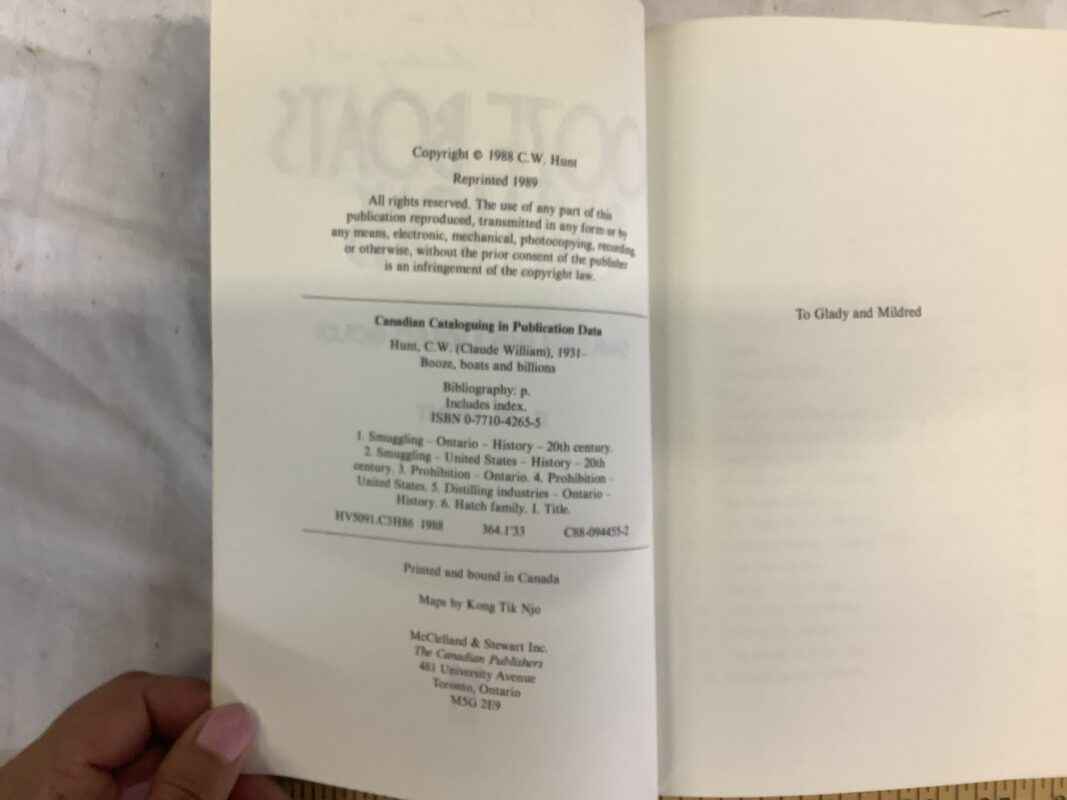 Copyright © 1988 C.W. Hunt
Reprinted 1989
All rights reserved. The use of any part of this
publication reproduced, transmitted in any form or by
any means, electronic, mechanical, photocopying, recording
or otherwise, without the prior consent of the publisher
is an infringement of the copyright law.
Canadian Cataloguing in Publication Data
Hunt, C.W. (Claude William), 1931–
Booze, boats and billions
Bibliography: p.
Includes index.
ISBN 0-7710-4265-5
1. Smuggling – Ontario – History – 20th century.
2. Smuggling – United States – History – 20th
century. 3. Prohibition – Ontario. 4. Prohibition –
United States. 5. Distilling industries – Ontario –
History. 6. Hatch family. I. Title.
HV5091.C3H86 1988 364.1'33 C88-094455-2
Printed and bound in Canada
Maps by Kong Tik Njo
McClelland & Stewart Inc.
The Canadian Publishers
481 University Avenue
Toronto, Ontario
M5G 2E9
To Glady and Mildred